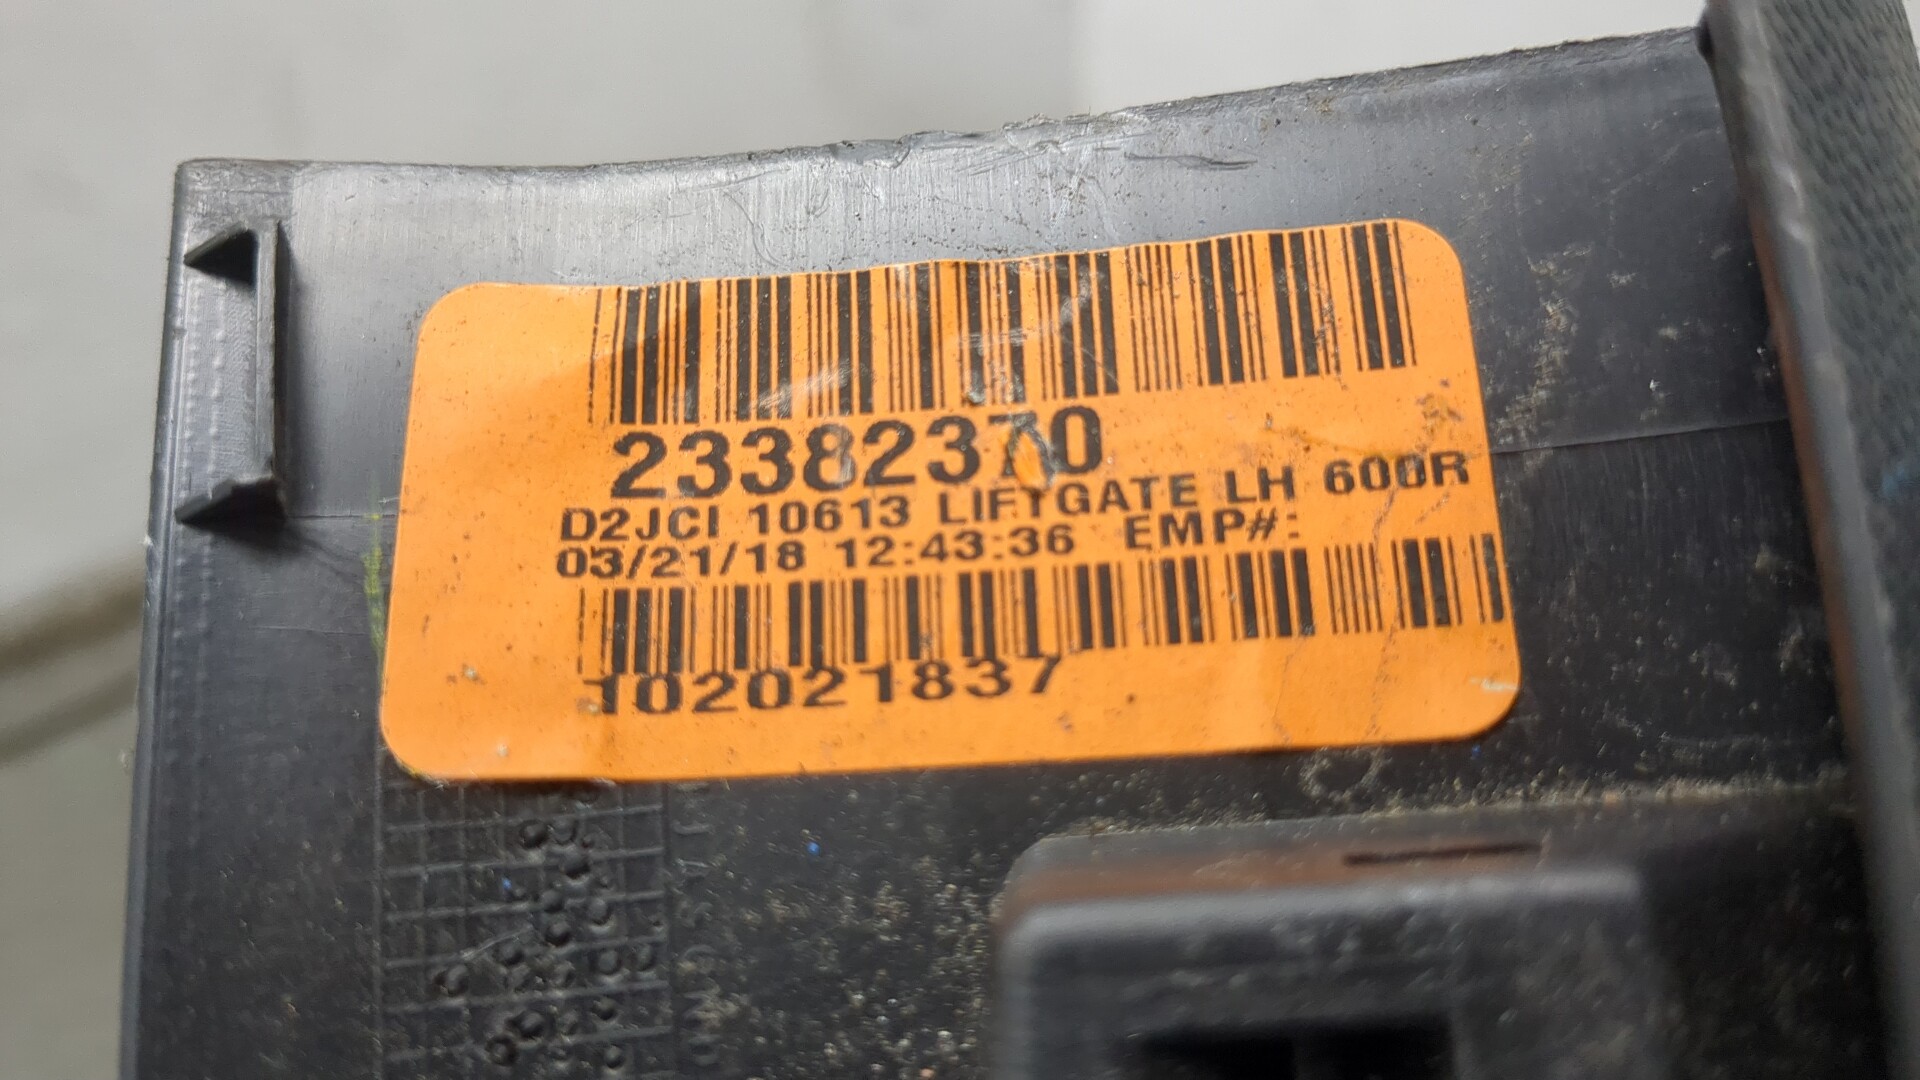 23382370
D2JCI 10613 LIFTGATE LH 600R
03/21/18 12:43:36 EMP#:
102021837